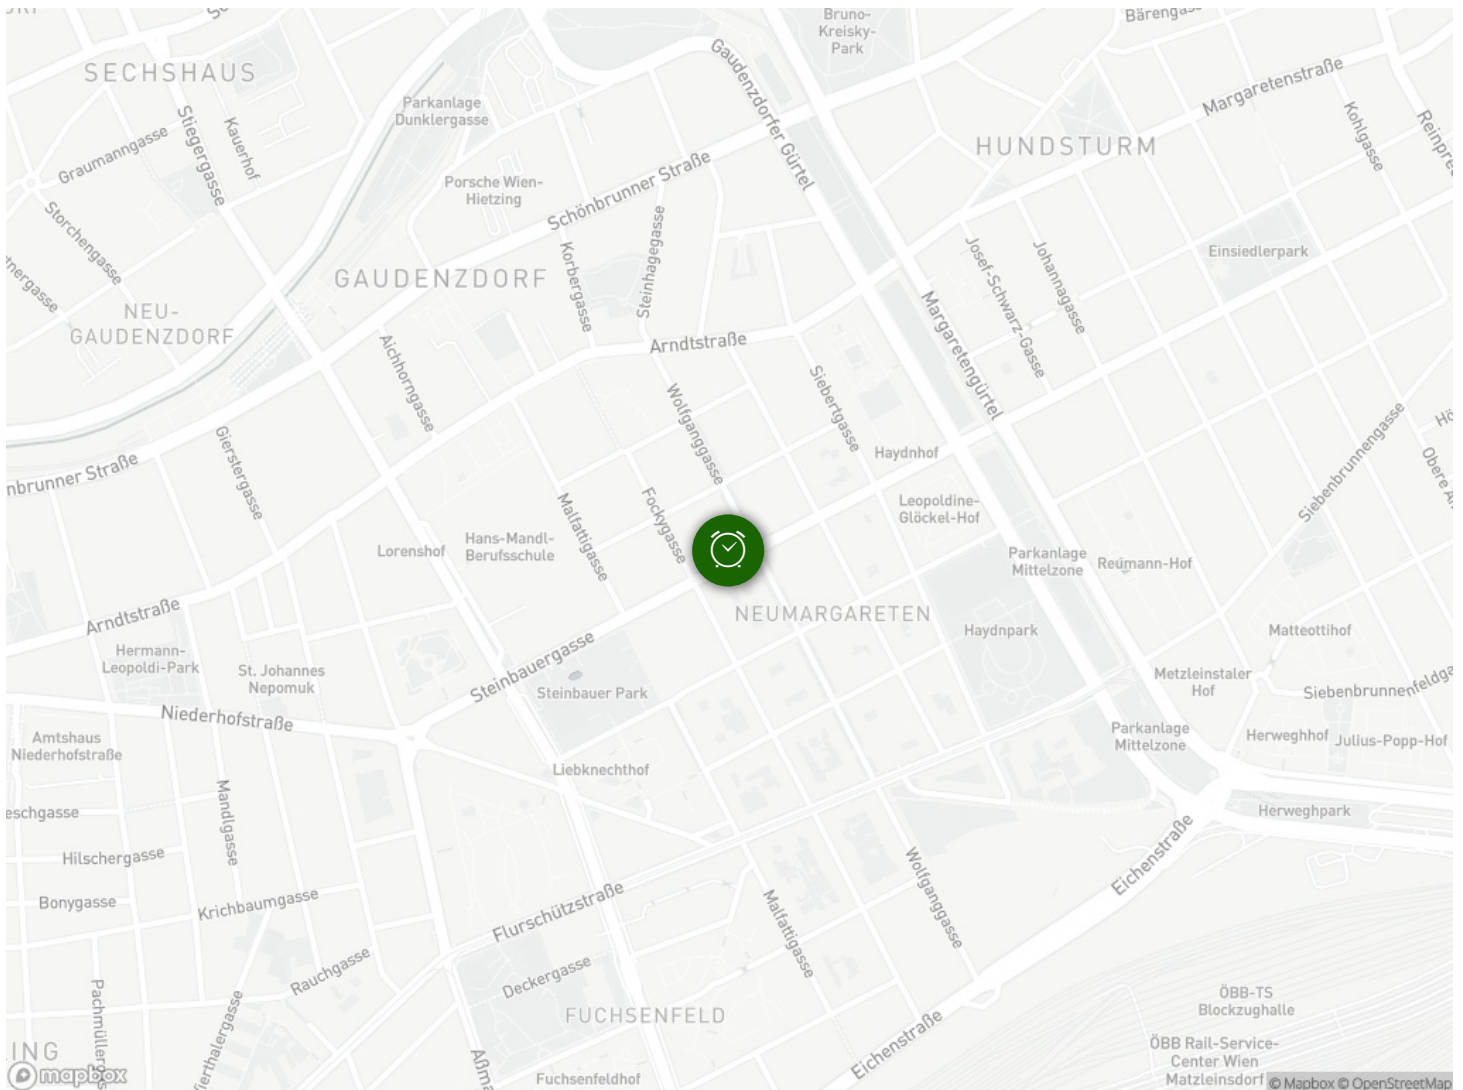 SECHSHAUS
Bruno-
Kreisky-
Park
Gaudenzdorfer Gürtel
Margaretenstraße
Kohlgasse
Parkanlage
Dunklergasse
Stiegergasse
Kauerhof
Graumanngasse
HUNDSTURM
Schönbrunner Straße
Porsche Wien-
Hietzing
Storchengasse
Steinhagegasse
Korbergasse
Josef-Schwarz-Gasse
Johannagasse
Einsiedlerpark
GAUDENZDORF
NEU-
GAUDENZDORF
Margaretengürtel
Aichhorngasse
Arndtstraße
Siebertgasse
Wolfganggasse
Haydnhof
Siebenbrunnengasse
Gierstergasse
Leopoldine-
Glöckel-Hof
Malfattigasse
Fockygasse
Lorenshof
Hans-Mandl-
Berufsschule
Parkanlage
Mittelzone
Reumann-Hof
Arndtstraße
NEUMARGARETEN
Haydnpark
Matteottihof
Hermann-
Leopoldi-Park
St. Johannes
Nepomuk
Steinbauergasse
Steinbauer Park
Metzleinstaler
Hof
Niederhofstraße
Amtshaus
Niederhofstraße
Parkanlage
Mittelzone
Herweghhof
Julius-Popp-Hof
Liebknechthof
Mandlgasse
Herweghpark
Hilschergasse
Eichenstraße
Wolfganggasse
Bonygasse
Krichbaumgasse
Flurschützstraße
Malfattigasse
Rauchgasse
Deckergasse
FUCHSENFELD
ÖBB-TS
Blockzughalle
Eichenstraße
ÖBB Rail-Service-
Center Wien
Matzleinsdorf
Fuchsenfeldhof
mapbox
© Mapbox © OpenStreetMap